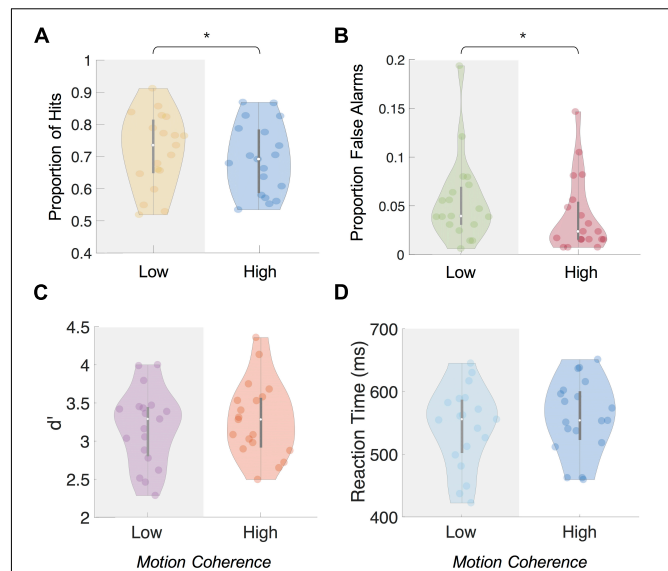 A
*
Proportion of Hits
1
0.9
0.8
0.7
0.6
0.5
0.4
Low
High
B
*
Proportion False Alarms
0.2
0.15
0.1
0.05
0
Low
High
C
d'
4.5
4
3.5
3
2.5
2
Low
High
Motion Coherence
D
Reaction Time (ms)
700
600
500
400
Low
High
Motion Coherence